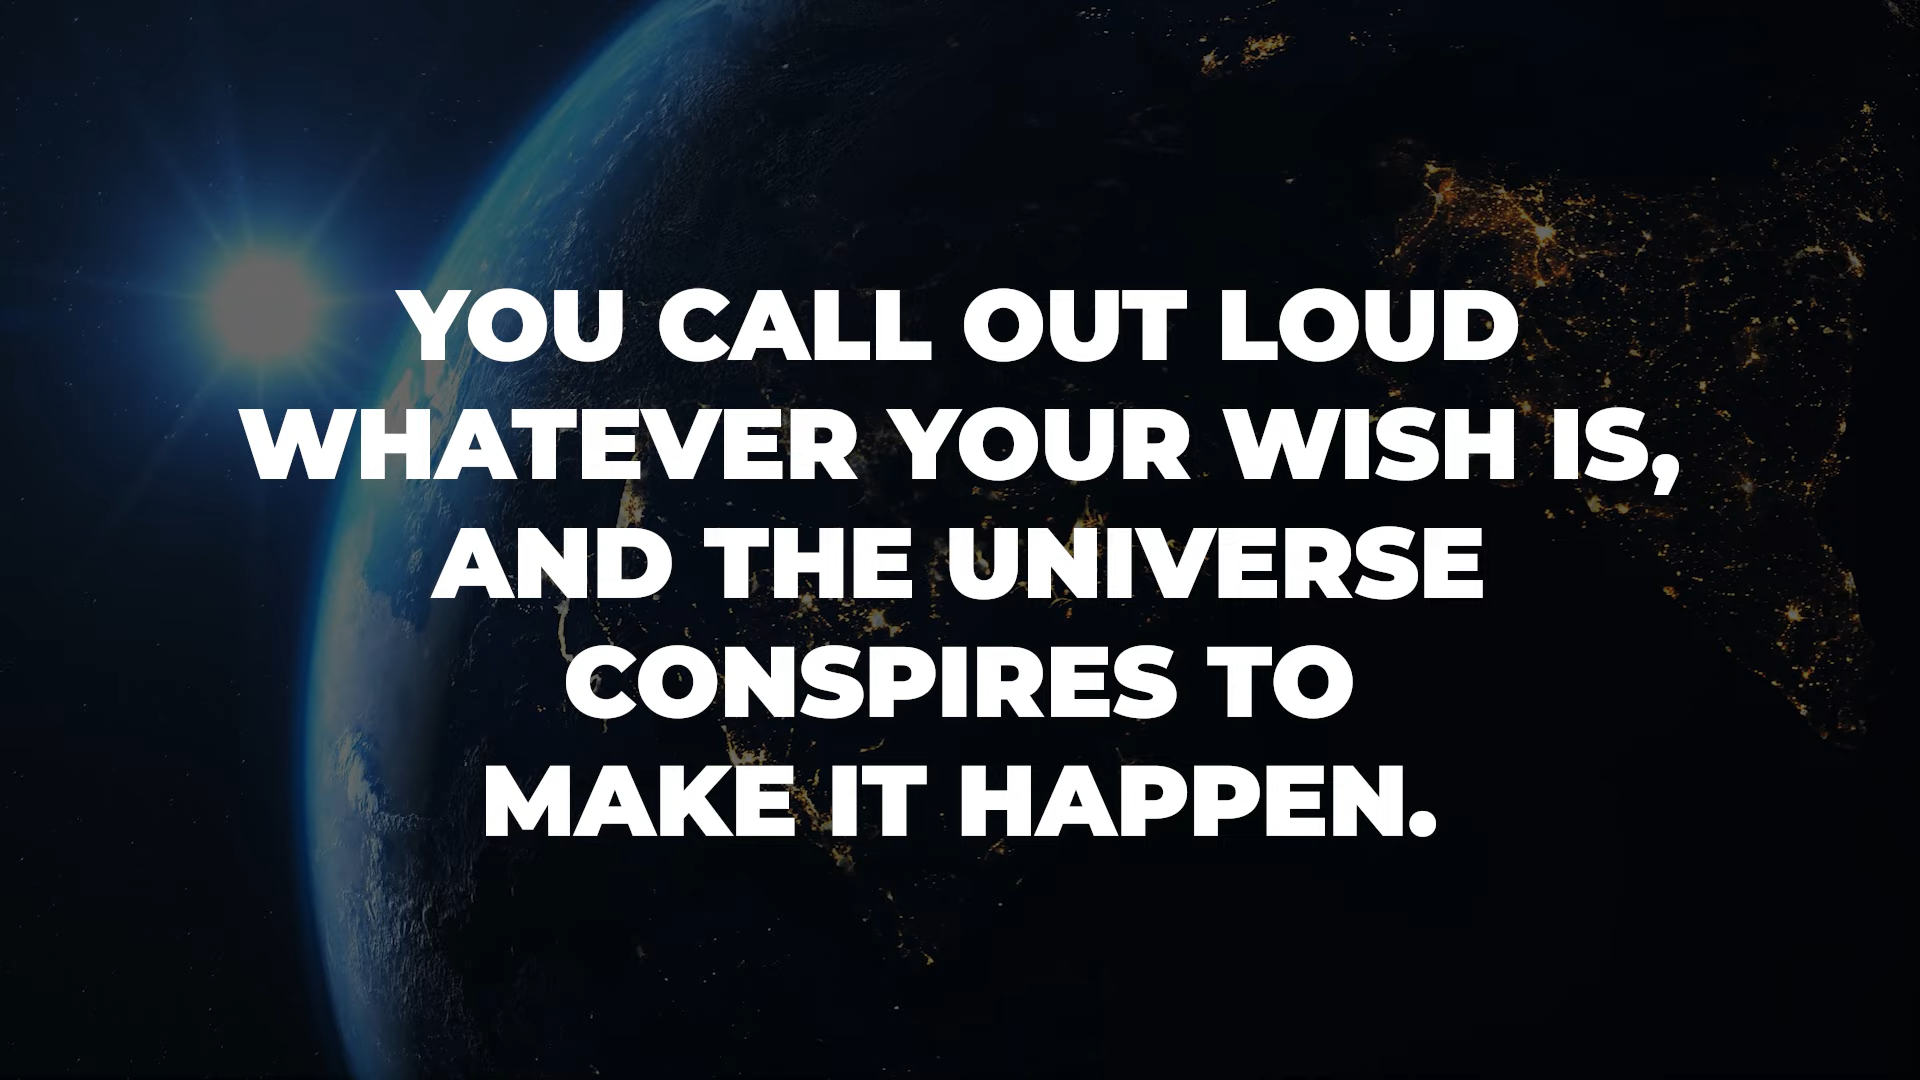 YOU CALL OUT LOUD
WHATEVER YOUR WISH IS,
AND THE UNIVERSE
CONSPIRES TO
MAKE IT HAPPEN.